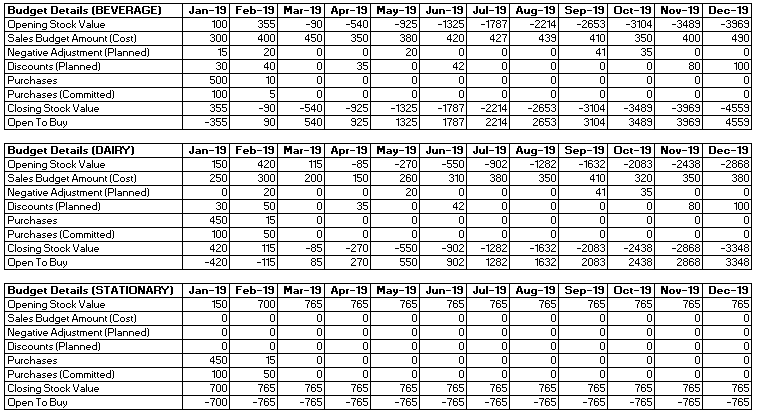 Budget Details (BEVERAGE) Jan-19 Feb-19 Mar-19 Apr-19 May-19 Jun-19 Jul-19 Aug-19 Sep-19 Oct-19 Nov-19 Dec-19
Opening Stock Value 100 355 -90 -540 -925 -1325 -1787 -2214 -2653 -3104 -3489 -3969
Sales Budget Amount (Cost) 300 400 450 350 380 420 427 439 410 350 400 490
Negative Adjustment (Planned) 15 20 0 0 20 0 0 0 41 35 0 0
Discounts (Planned) 30 40 0 35 0 42 0 0 0 0 80 100
Purchases 500 10 0 0 0 0 0 0 0 0 0 0
Purchases (Committed) 100 5 0 0 0 0 0 0 0 0 0 0
Closing Stock Value 355 -90 -540 -925 -1325 -1787 -2214 -2653 -3104 -3489 -3969 -4559
Open To Buy -355 90 540 925 1325 1787 2214 2653 3104 3489 3969 4559
Budget Details (DAIRY) Jan-19 Feb-19 Mar-19 Apr-19 May-19 Jun-19 Jul-19 Aug-19 Sep-19 Oct-19 Nov-19 Dec-19
Opening Stock Value 150 420 115 -85 -270 -550 -902 -1282 -1632 -2083 -2438 -2868
Sales Budget Amount (Cost) 250 300 200 150 260 310 380 350 410 320 350 380
Negative Adjustment (Planned) 0 20 0 0 20 0 0 0 41 35 0 0
Discounts (Planned) 30 50 0 35 0 42 0 0 0 0 80 100
Purchases 450 15 0 0 0 0 0 0 0 0 0 0
Purchases (Committed) 100 50 0 0 0 0 0 0 0 0 0 0
Closing Stock Value 420 115 -85 -270 -550 -902 -1282 -1632 -2083 -2438 -2868 -3348
Open To Buy -420 -115 85 270 550 902 1282 1632 2083 2438 2868 3348
Budget Details (STATIONARY) Jan-19 Feb-19 Mar-19 Apr-19 May-19 Jun-19 Jul-19 Aug-19 Sep-19 Oct-19 Nov-19 Dec-19
Opening Stock Value 150 700 765 765 765 765 765 765 765 765 765 765
Sales Budget Amount (Cost) 0 0 0 0 0 0 0 0 0 0 0 0
Negative Adjustment (Planned) 0 0 0 0 0 0 0 0 0 0 0 0
Discounts (Planned) 0 0 0 0 0 0 0 0 0 0 0 0
Purchases 450 15 0 0 0 0 0 0 0 0 0 0
Purchases (Committed) 100 50 0 0 0 0 0 0 0 0 0 0
Closing Stock Value 700 765 765 765 765 765 765 765 765 765 765 765
Open To Buy -700 -765 -765 -765 -765 -765 -765 -765 -765 -765 -765 -765